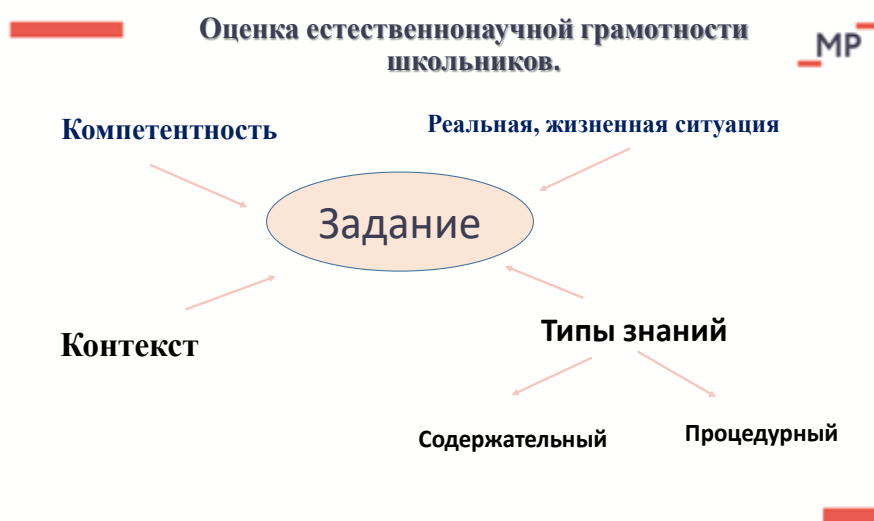 Оценка естественнонаучной грамотности
школьников.
МР
Компетентность
Реальная, жизненная ситуация
Задание
Контекст
Типы знаний
Содержательный
Процедурный